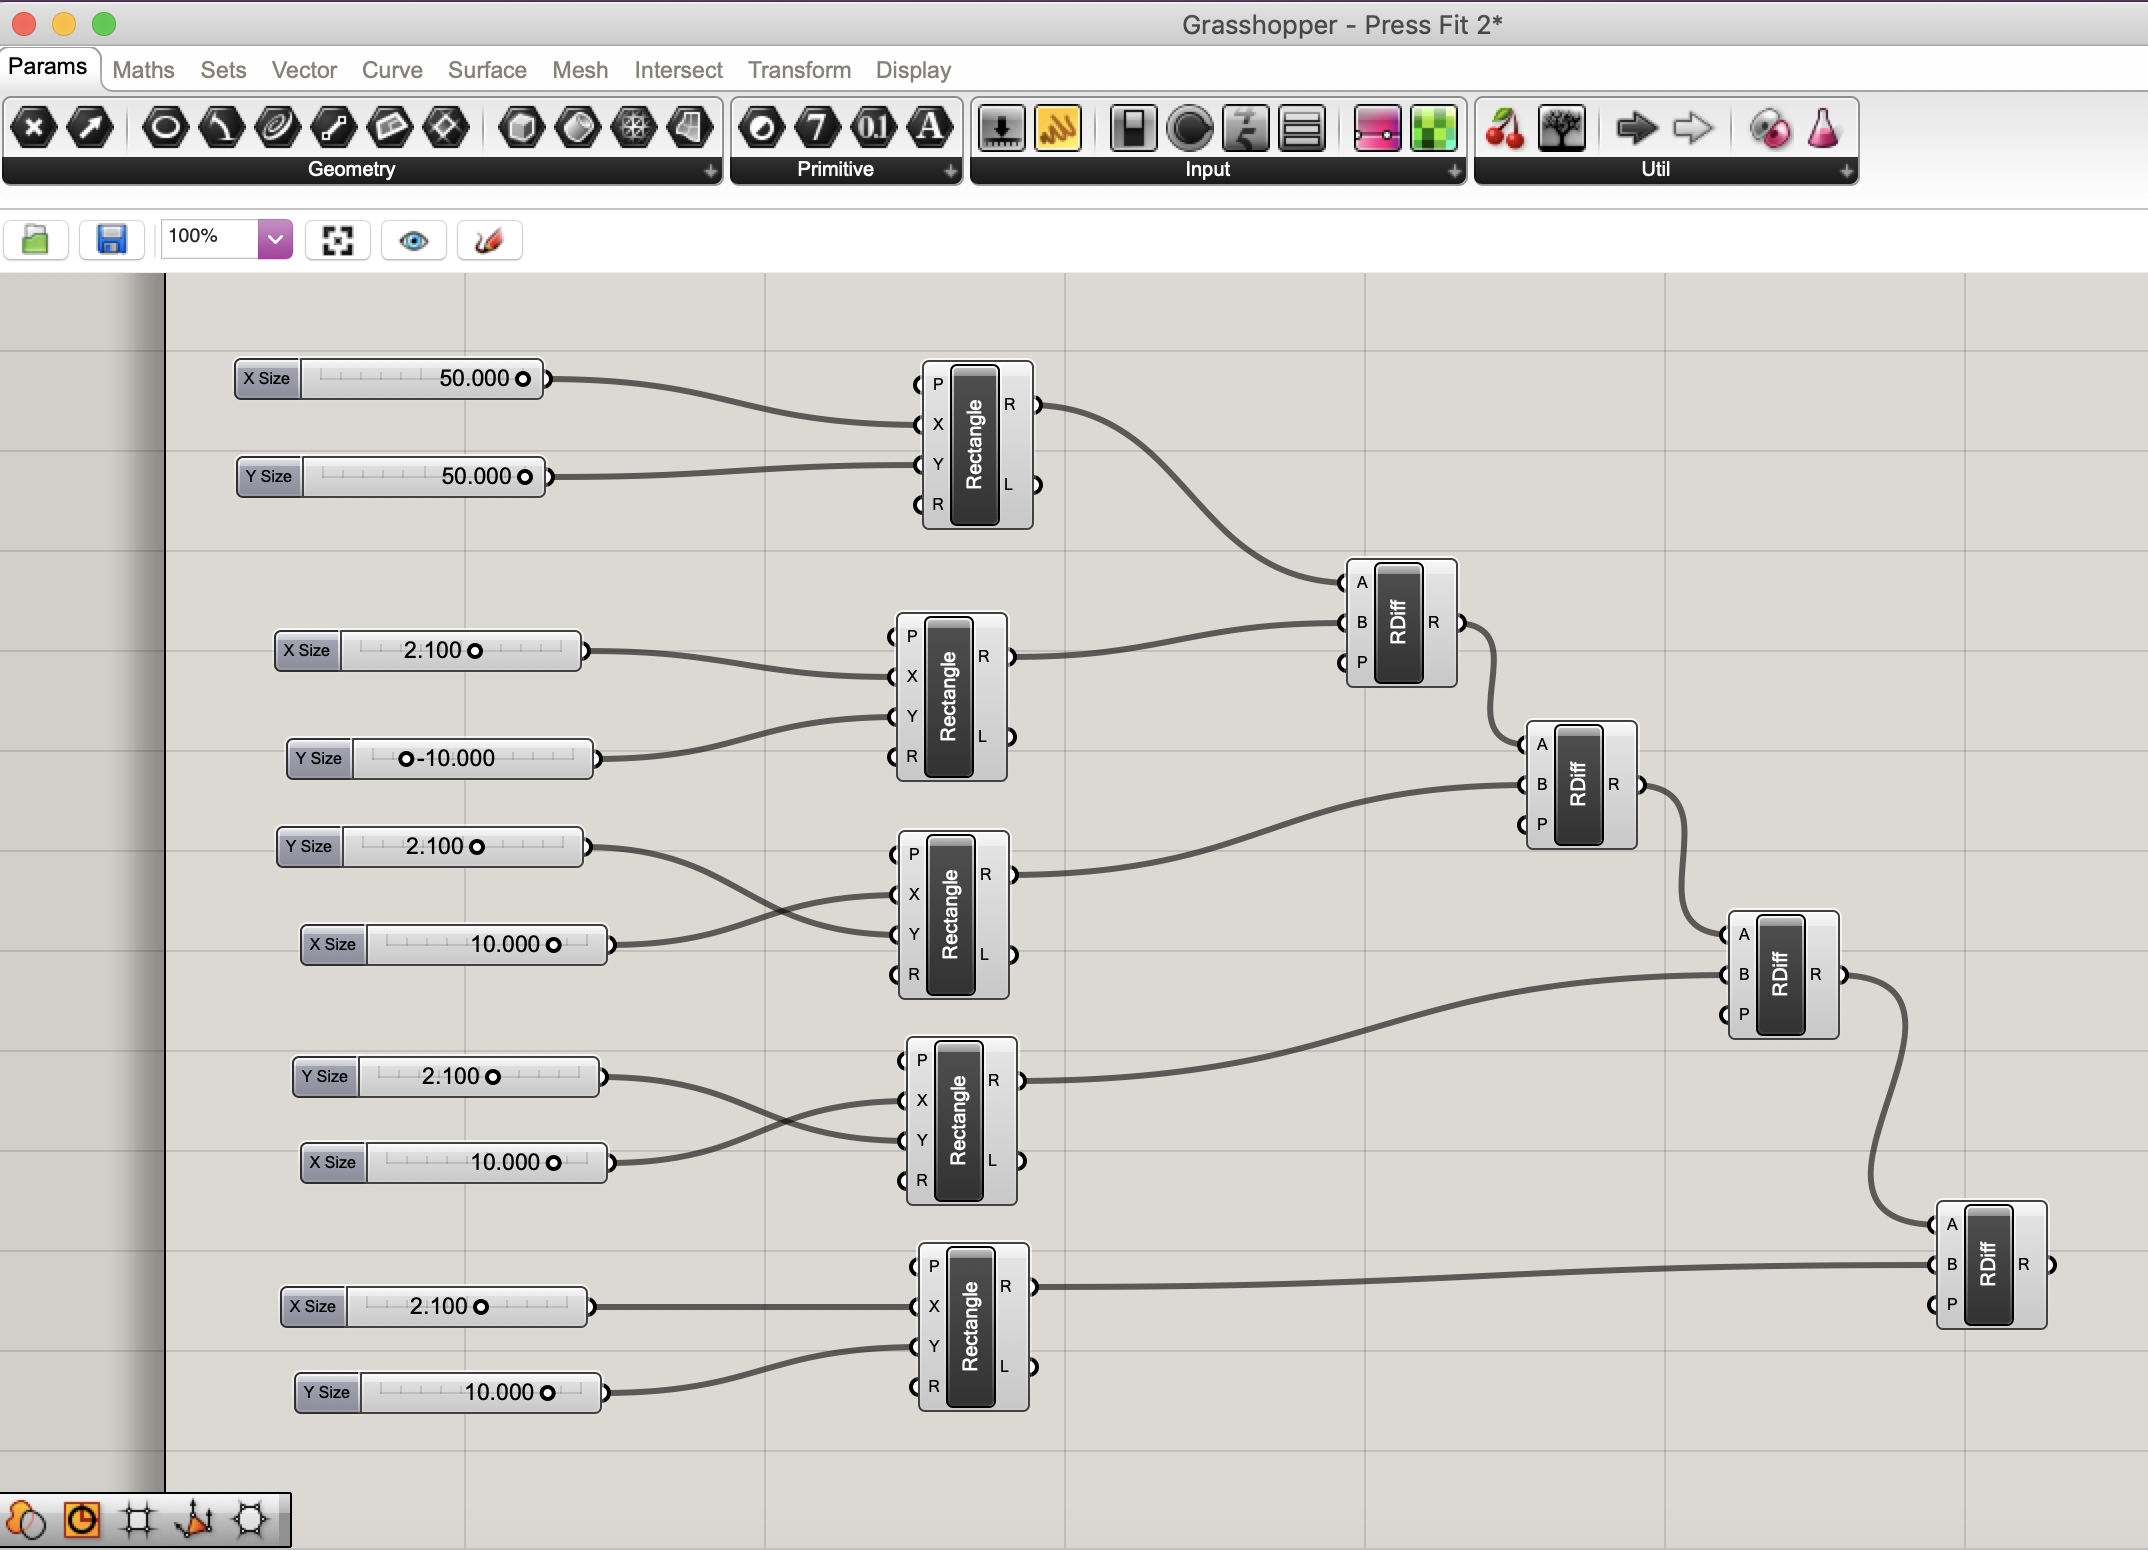 Grasshopper - Press Fit 2*
Params Maths Sets Vector Curve Surface Mesh Intersect Transform Display
7 0.1 A
Geometry Primitive Input Util
100%
X Size 50.000
Y Size 50.000
P
X
Y
R
Rectangle
R
L
A
B
P
RDiff
R
X Size 2.100
Y Size -10.000
P
X
Y
R
Rectangle
R
L
A
B
P
RDiff
R
Y Size 2.100
X Size 10.000
P
X
Y
R
Rectangle
R
L
A
B
P
RDiff
R
Y Size 2.100
X Size 10.000
P
X
Y
R
Rectangle
R
L
A
B
P
RDiff
R
X Size 2.100
Y Size 10.000
P
X
Y
R
Rectangle
R
L